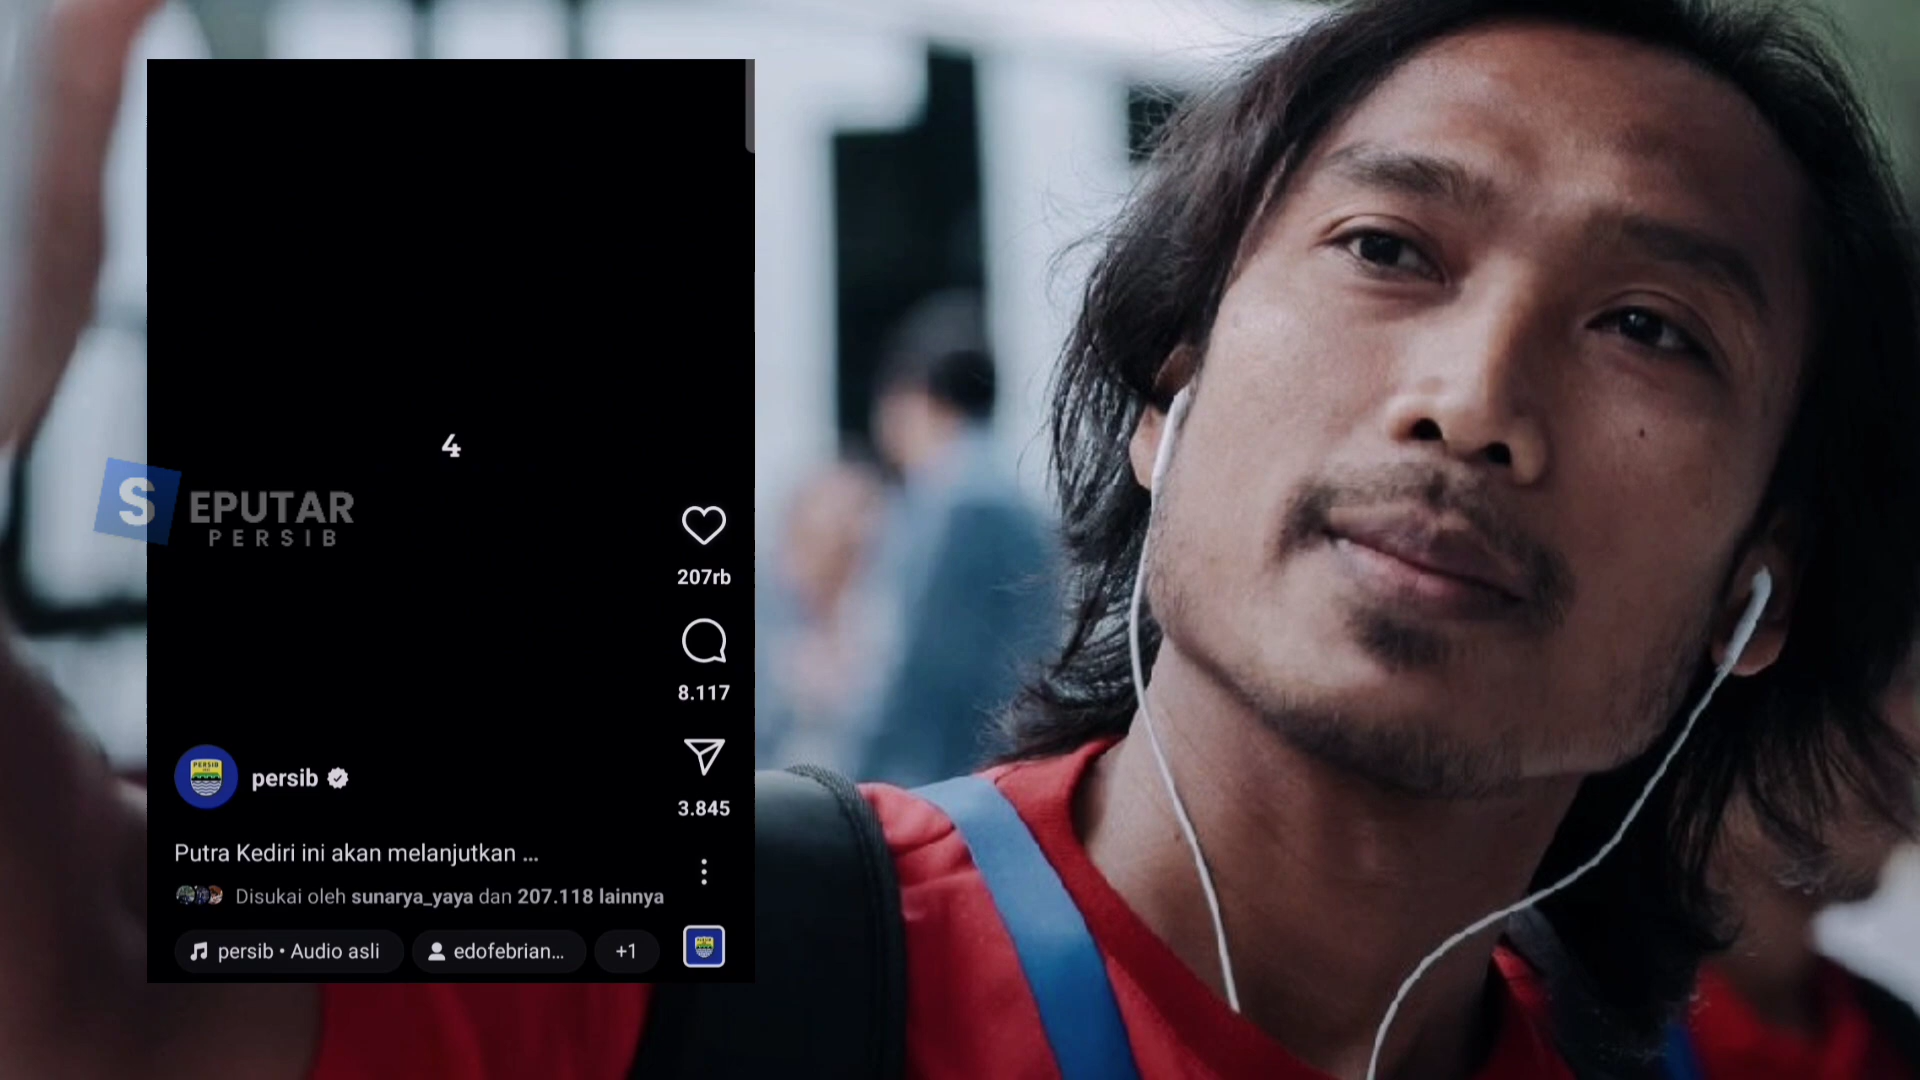 4
SEPUTAR
PERSIB
207rb
8.117
3.845
PERSIB
persib
Putra Kediri ini akan melanjutkan ...
Disukai oleh sunarya_yaya dan 207.118 lainnya
persib • Audio asli
edofebrian...
+1